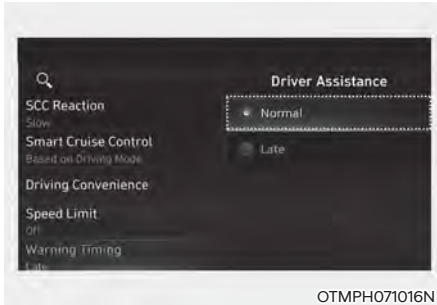 Driver Assistance
SCC Reaction
Slow
Normal
Smart Cruise Control
Based on Driving Mode
Late
Driving Convenience
Speed Limit
Off
Warning Timing
Late
OTMPH071016N